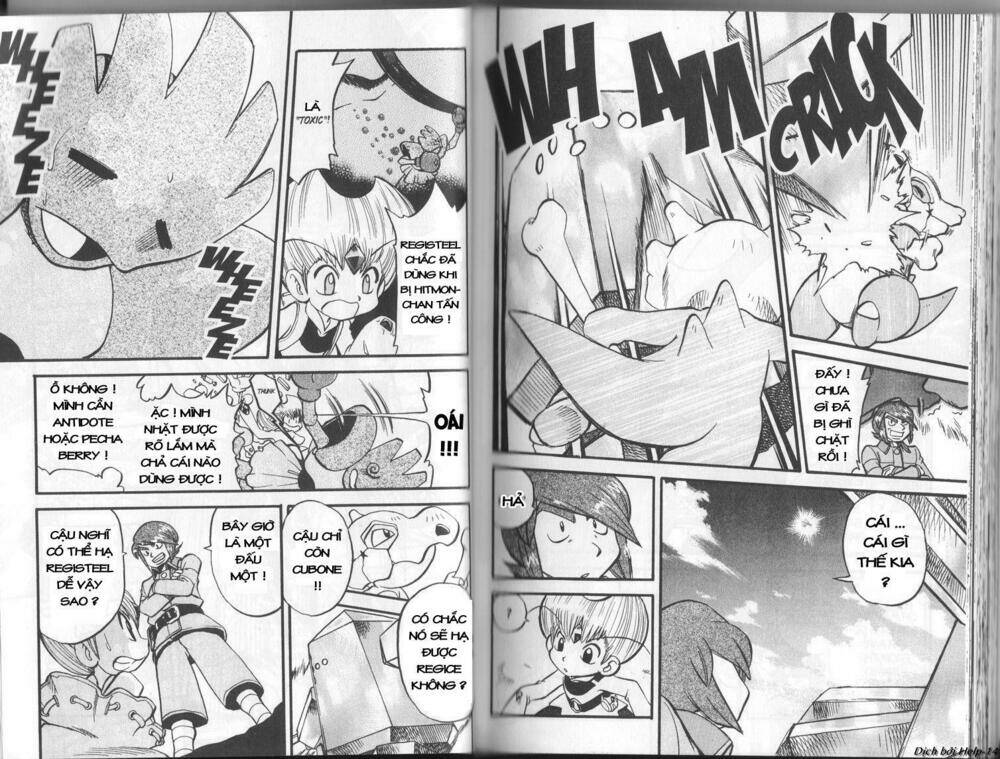 LÀ
"TOXIC"!
REGISTEEL
CHẮC ĐÃ
DÙNG KHI
BỊ HITMON-
CHAN TẤN
CÔNG !
WHEEZE
WHEEZE
OÁI
!!!
THUNK
ẶC ! MÌNH
NHẶT ĐƯỢC
RÕ LẮM MÀ
CHẢ CÁI NÀO
DÙNG ĐƯỢC !
Ồ KHÔNG !
MÌNH CẦN
ANTIDOTE
HOẶC PECHA
BERRY !
CẬU CHỈ
CÒN
CUBONE
!!
CÓ CHẮC
NÓ SẼ HẠ
ĐƯỢC
REGICE
KHÔNG ?
BÂY GIỜ
LÀ MỘT
ĐẤU
MỘT !
CẬU NGHĨ
CÓ THỂ HẠ
REGISTEEL
DỄ VẬY
SAO ?
CRACK
WHAM
ĐẤY !
CHƯA
GÌ ĐÃ
BỊ GHÌ
CHẶT
RỒI !
HẢ
?
CÁI ...
CÁI GÌ
THẾ KIA
?
Dịch bởi Help-14